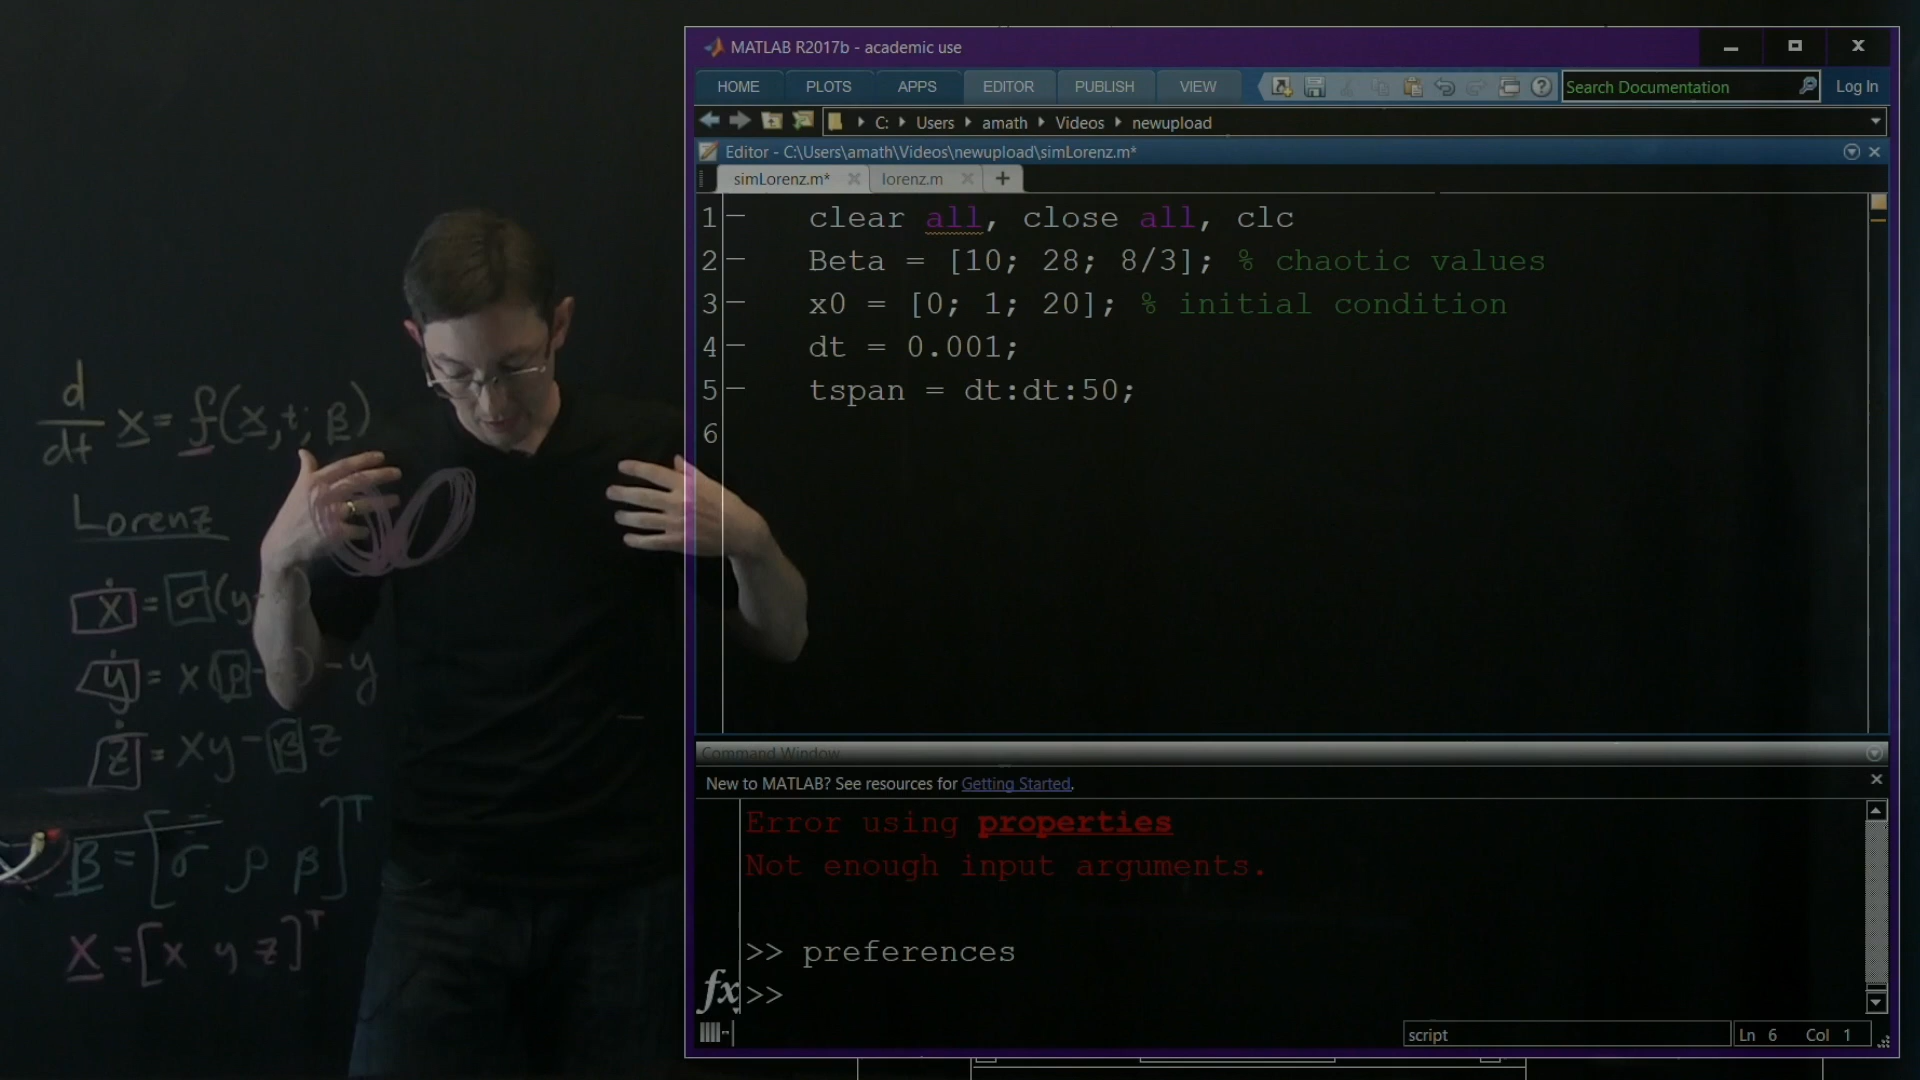 d/dt x = f(x,t; β)
Lorenz
ẋ = σ(y-
ẏ = x(ρ- ) - y
ż = xy - βz
β = [σ ρ β]ᵀ
x = [x y z]ᵀ
MATLAB R2017b - academic use
HOME PLOTS APPS EDITOR PUBLISH VIEW Search Documentation Log In
C: Users amath Videos newupload
Editor - C:\Users\amath\Videos\newupload\simLorenz.m*
simLorenz.m* lorenz.m +
1 clear all, close all, clc
2 Beta = [10; 28; 8/3]; % chaotic values
3 x0 = [0; 1; 20]; % initial condition
4 dt = 0.001;
5 tspan = dt:dt:50;
6
Command Window
New to MATLAB? See resources for Getting Started.
Error using properties
Not enough input arguments.
>> preferences
fx >>
script Ln 6 Col 1